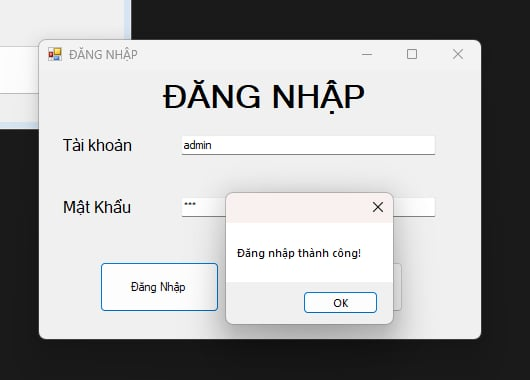 ĐĂNG NHẬP
ĐĂNG NHẬP
Tài khoản
admin
Mật Khẩu
***
Đăng nhập thành công!
Đăng Nhập
OK